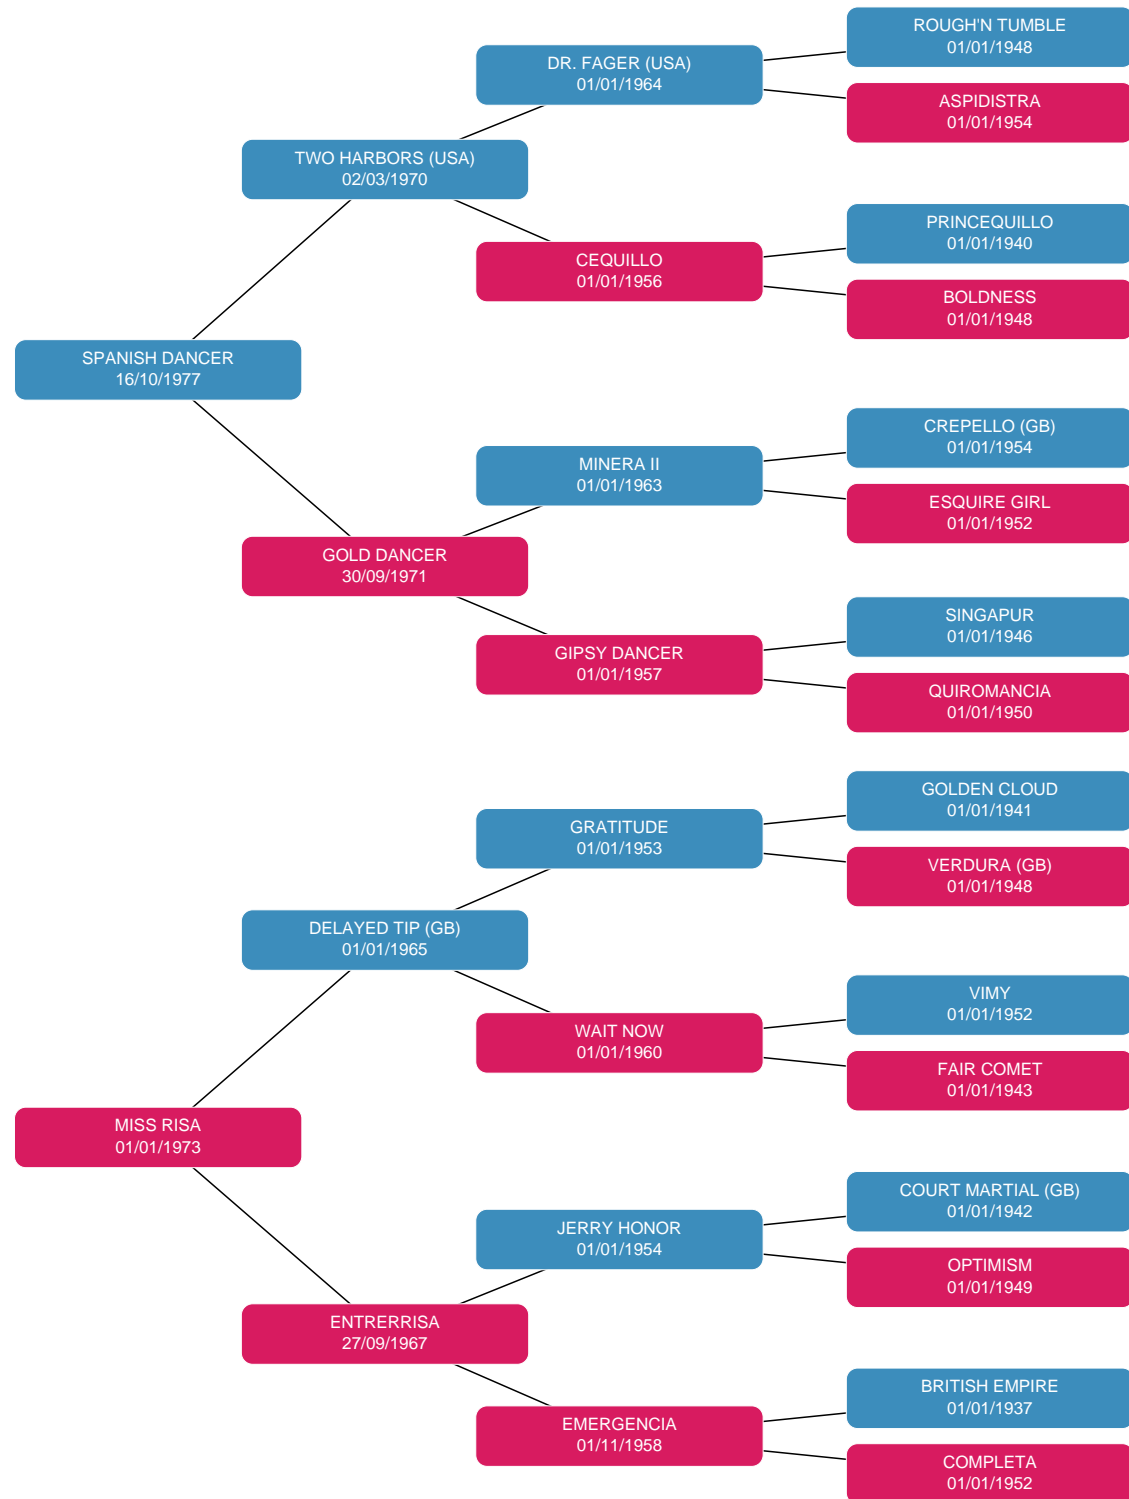 ROUGH'N TUMBLE
01/01/1948
DR. FAGER (USA)
01/01/1964
ASPIDISTRA
01/01/1954
TWO HARBORS (USA)
02/03/1970
PRINCEQUILLO
01/01/1940
CEQUILLO
01/01/1956
BOLDNESS
01/01/1948
SPANISH DANCER
16/10/1977
CREPELLO (GB)
01/01/1954
MINERA II
01/01/1963
ESQUIRE GIRL
01/01/1952
GOLD DANCER
30/09/1971
SINGAPUR
01/01/1946
GIPSY DANCER
01/01/1957
QUIROMANCIA
01/01/1950
GOLDEN CLOUD
01/01/1941
GRATITUDE
01/01/1953
VERDURA (GB)
01/01/1948
DELAYED TIP (GB)
01/01/1965
VIMY
01/01/1952
WAIT NOW
01/01/1960
FAIR COMET
01/01/1943
MISS RISA
01/01/1973
COURT MARTIAL (GB)
01/01/1942
JERRY HONOR
01/01/1954
OPTIMISM
01/01/1949
ENTRERRISA
27/09/1967
BRITISH EMPIRE
01/01/1937
EMERGENCIA
01/11/1958
COMPLETA
01/01/1952